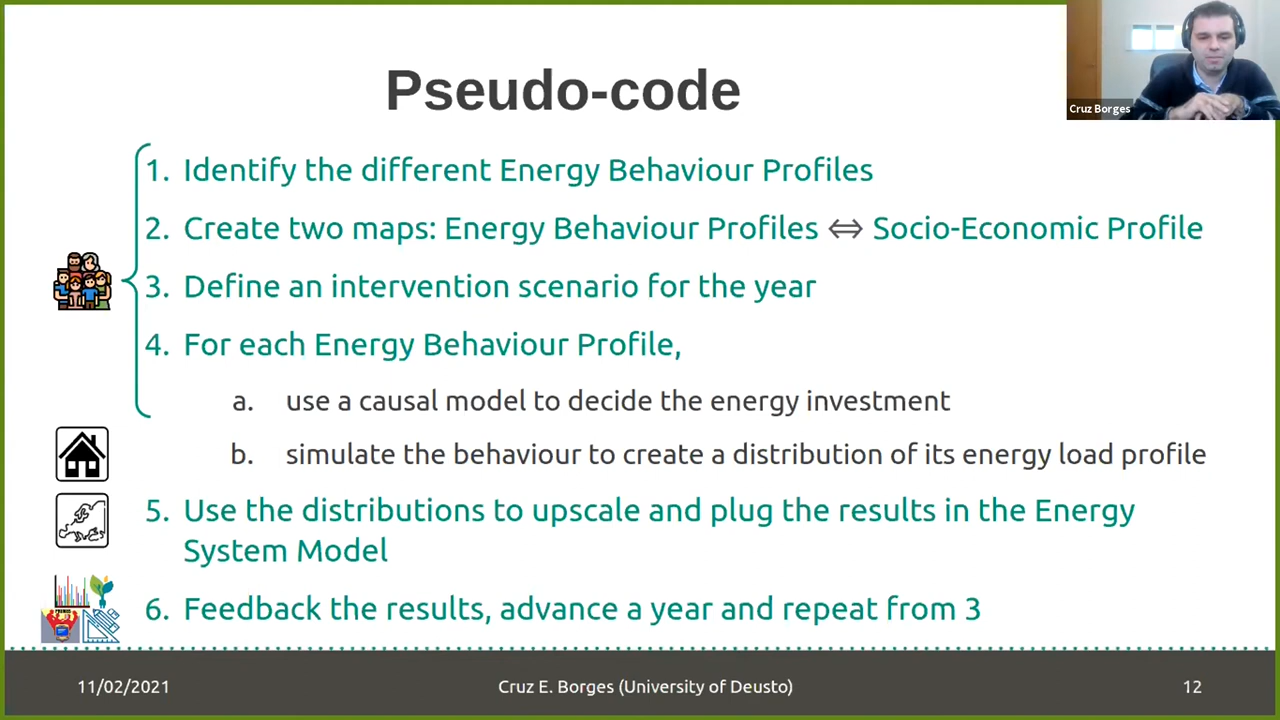 Pseudo-code
Cruz Borges
1. Identify the different Energy Behaviour Profiles
2. Create two maps: Energy Behaviour Profiles ⇔ Socio-Economic Profile
3. Define an intervention scenario for the year
4. For each Energy Behaviour Profile,
a. use a causal model to decide the energy investment
b. simulate the behaviour to create a distribution of its energy load profile
5. Use the distributions to upscale and plug the results in the Energy
System Model
6. Feedback the results, advance a year and repeat from 3
11/02/2021
Cruz E. Borges (University of Deusto)
12